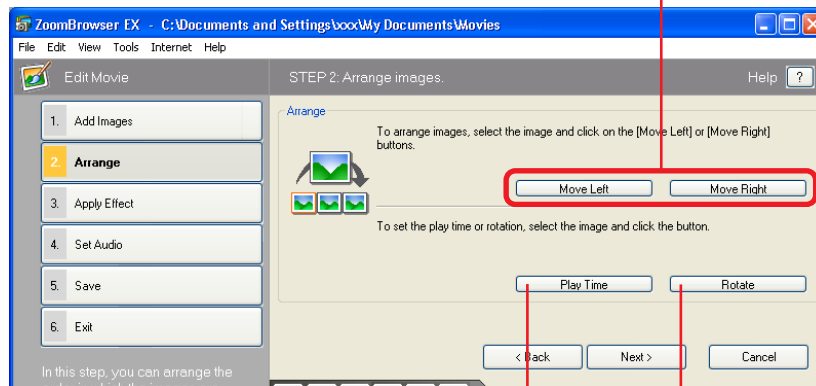 ZoomBrowser EX - C:\Documents and Settings\xxx\My Documents\Movies
File Edit View Tools Internet Help
Edit Movie
STEP 2: Arrange images.
Help ?
1. Add Images
2. Arrange
3. Apply Effect
4. Set Audio
5. Save
6. Exit
In this step, you can arrange the
Arrange
To arrange images, select the image and click on the [Move Left] or [Move Right]
buttons.
Move Left Move Right
To set the play time or rotation, select the image and click the button.
Play Time Rotate
< Back Next > Cancel